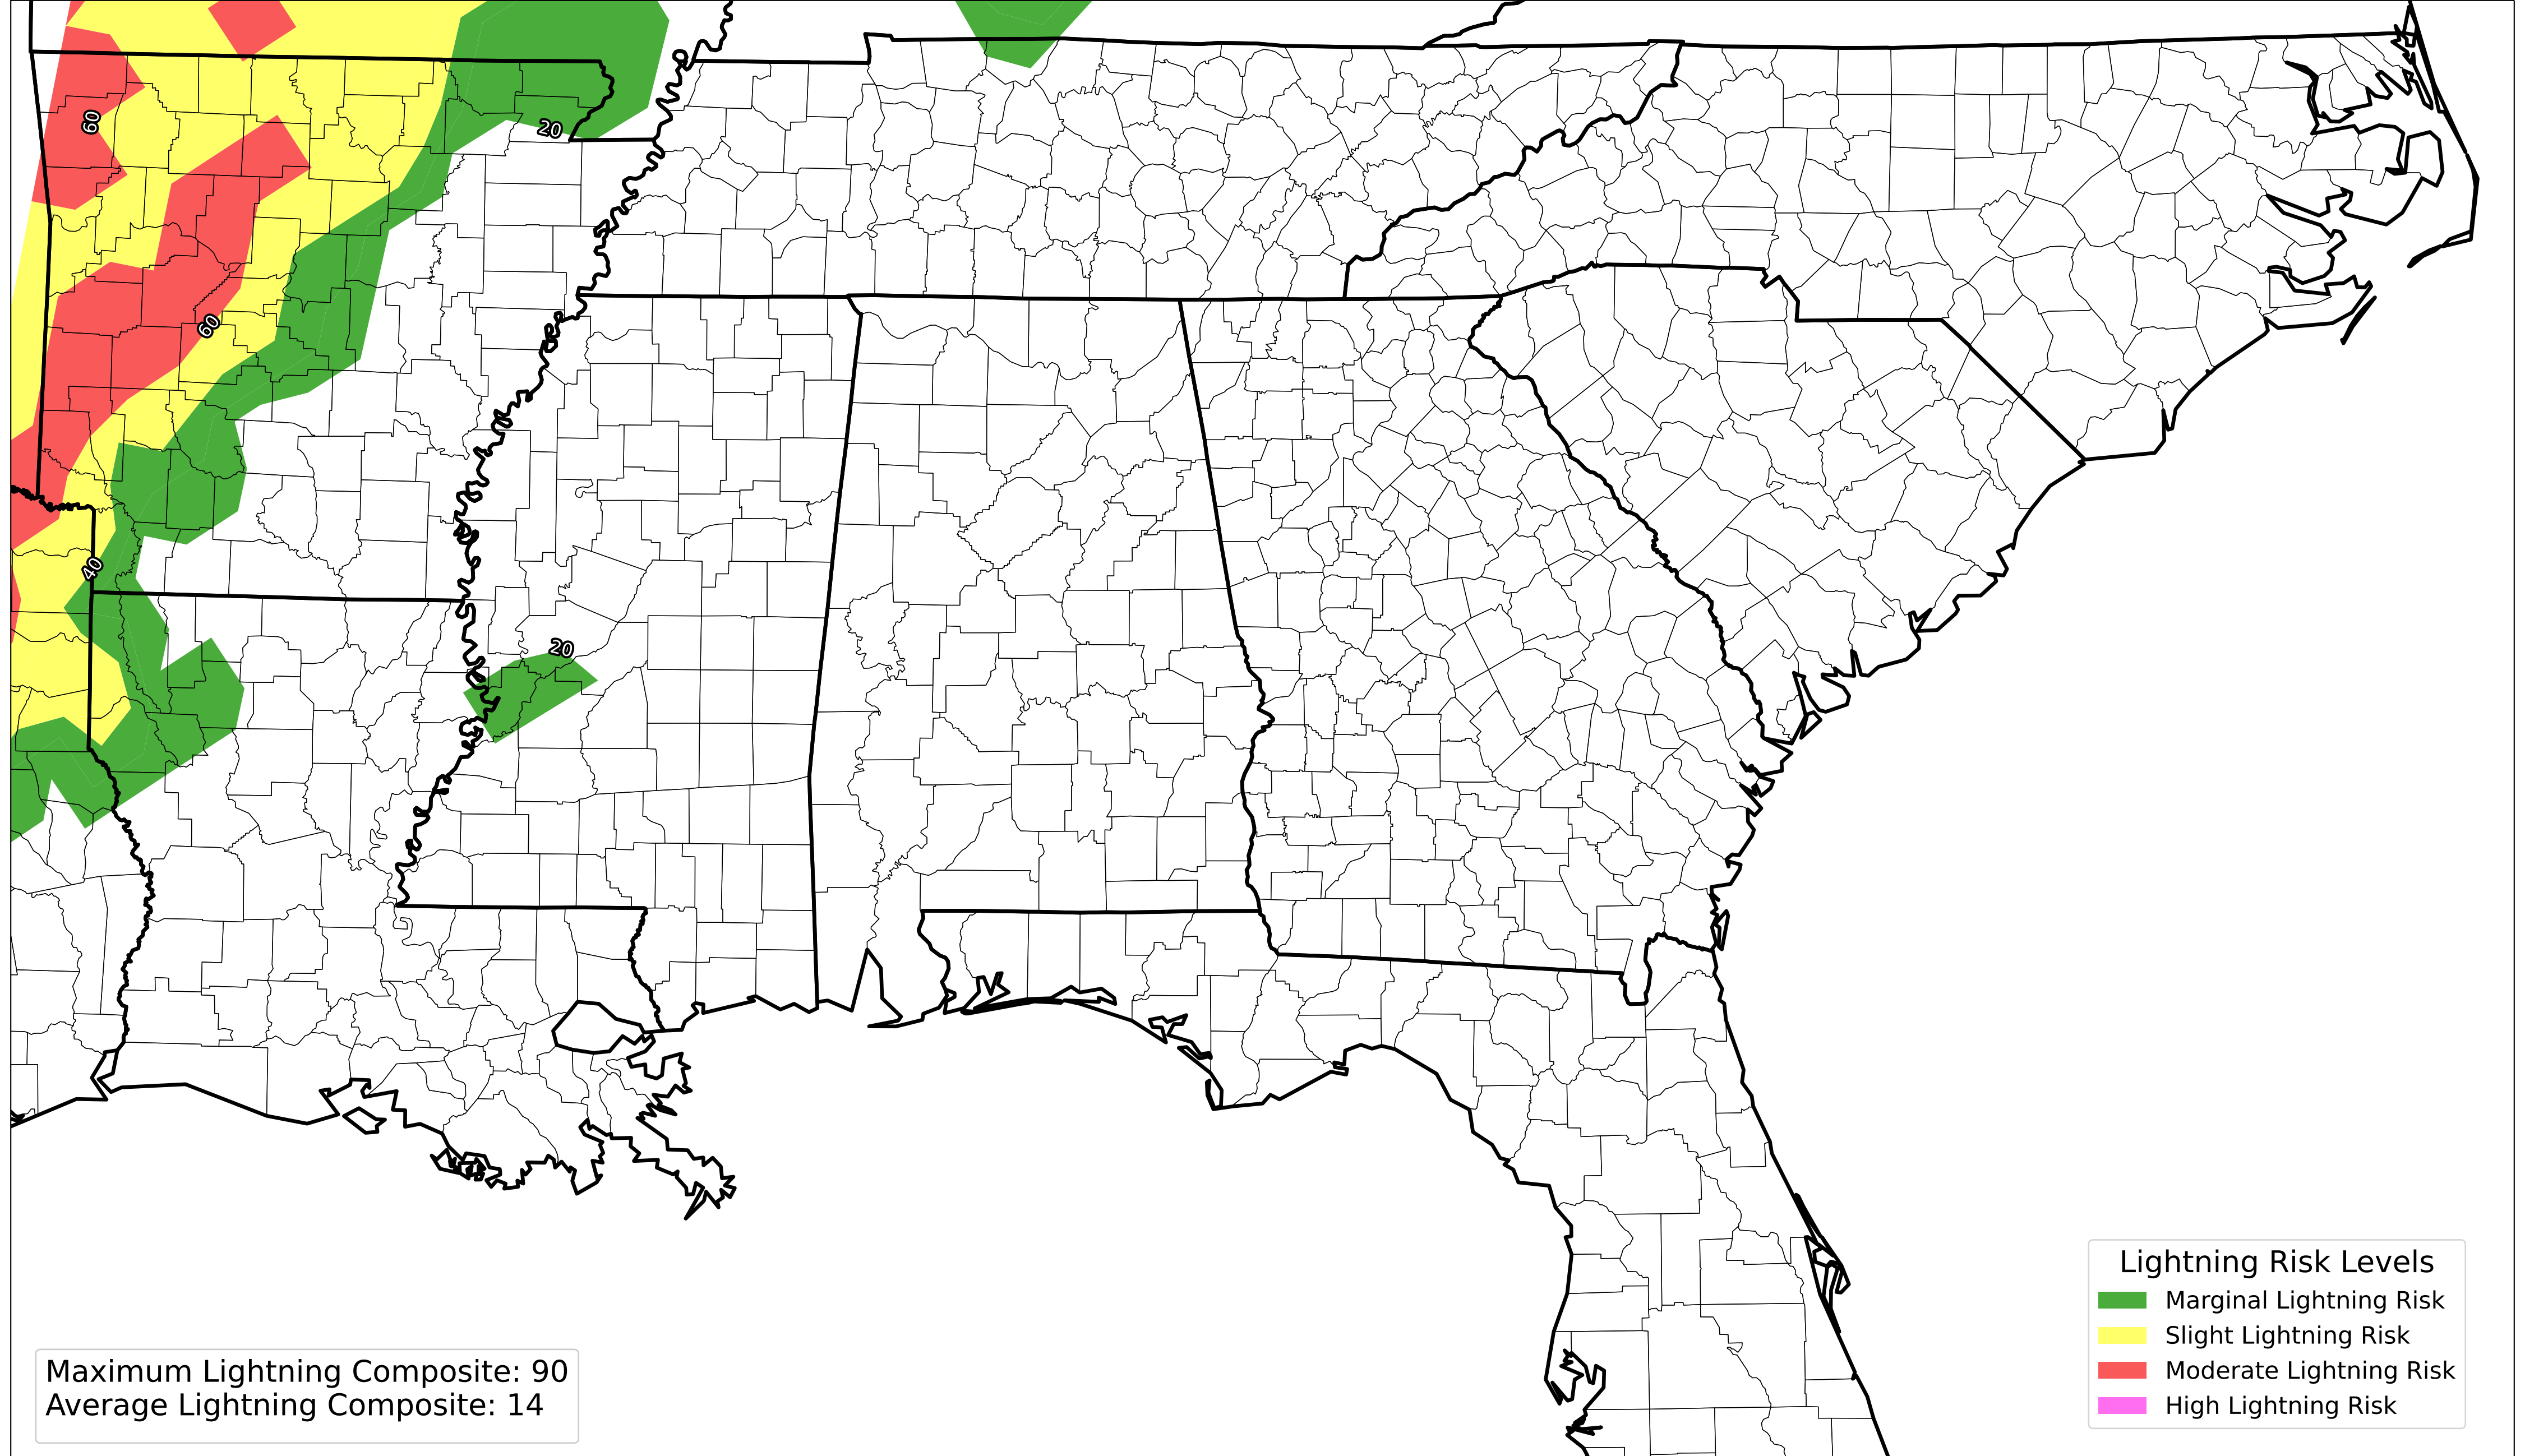 60
20
60
40
20
Lightning Risk Levels
Marginal Lightning Risk
Slight Lightning Risk
Moderate Lightning Risk
High Lightning Risk
Maximum Lightning Composite: 90
Average Lightning Composite: 14